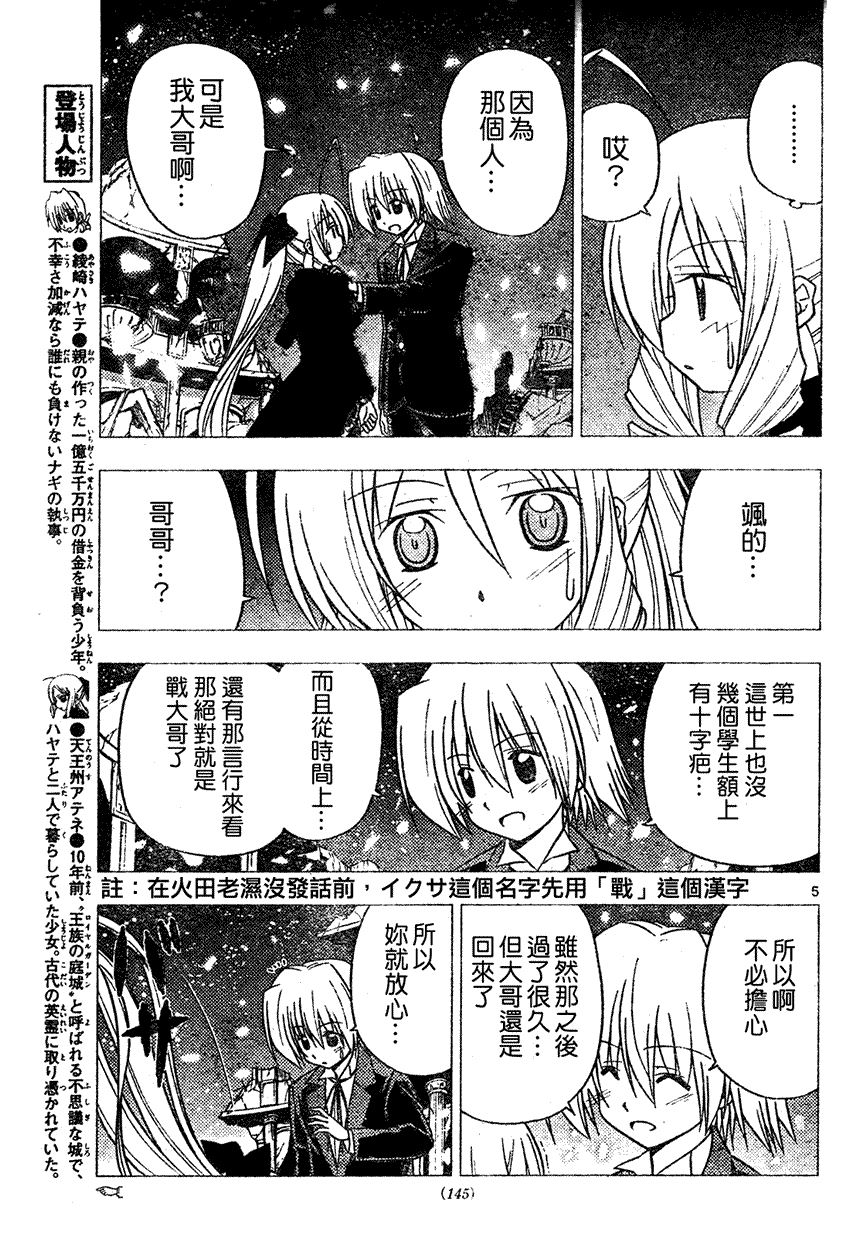 ………
哎？
因為
那個
人…
可是
我大哥啊
…
颯的…
哥哥…？
第一
這世上也沒
幾個學生額上
有十字疤…
而且從時間上…
還有那言行來看
那絕對就是
戰大哥了
註：在火田老濕沒發話前，イクサ這個名字先用「戰」這個漢字
5
所以啊
不必擔心
雖然那之後
過了很久…
但大哥還是
回來了
所以
妳就放心…
(145)
登場人物
とうじょうじんぶつ
●綾崎ハヤテ●親の作った一億五千万円の借金を背負う少年。
不幸さ加減なら誰にも負けないナギの執事。
●天王州アテネ●10年前、“王族の庭城”と呼ばれる不思議な城で、
ハヤテと二人で暮らしていた少女。古代の英霊に取り憑かれていた。